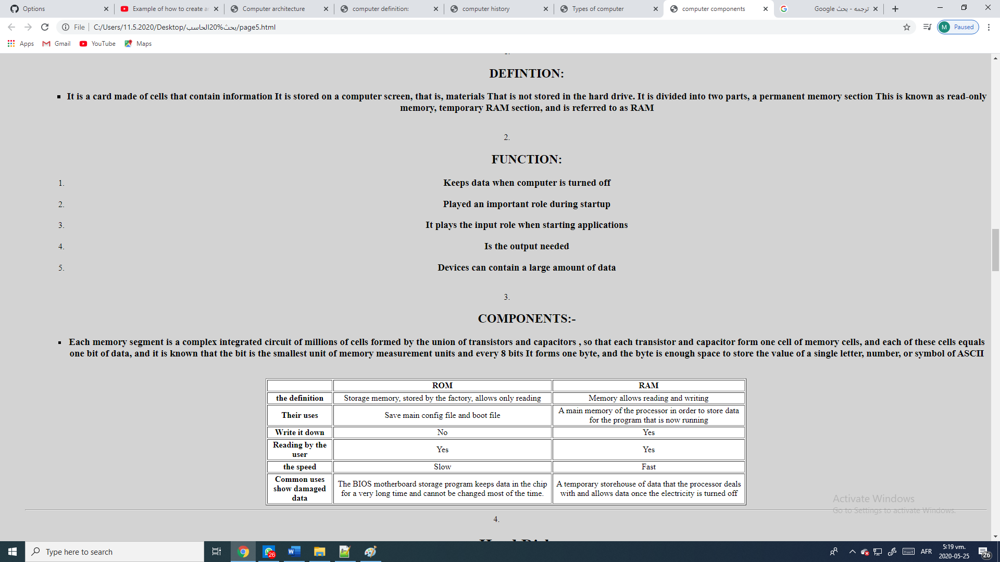 Options
Example of how to create a
Computer architecture
computer definition:
computer history
Types of computer
computer components
ترجمه - بحث Google
File
C:/Users/11.5.2020/Desktop/بحث%20الحاسب/page5.html
M Paused
Apps
Gmail
YouTube
Maps
DEFINTION:
It is a card made of cells that contain information It is stored on a computer screen, that is, materials That is not stored in the hard drive. It is divided into two parts, a permanent memory section This is known as read-only
memory, temporary RAM section, and is referred to as RAM
2.
FUNCTION:
1. Keeps data when computer is turned off
2. Played an important role during startup
3. It plays the input role when starting applications
4. Is the output needed
5. Devices can contain a large amount of data
3.
COMPONENTS:-
Each memory segment is a complex integrated circuit of millions of cells formed by the union of transistors and capacitors , so that each transistor and capacitor form one cell of memory cells, and each of these cells equals
one bit of data, and it is known that the bit is the smallest unit of memory measurement units and every 8 bits It forms one byte, and the byte is enough space to store the value of a single letter, number, or symbol of ASCII
ROM RAM
the definition Storage memory, stored by the factory, allows only reading Memory allows reading and writing
Their uses Save main config file and boot file A main memory of the processor in order to store data
for the program that is now running
Write it down No Yes
Reading by the
user Yes Yes
the speed Slow Fast
Common uses
show damaged
data
The BIOS motherboard storage program keeps data in the chip
for a very long time and cannot be changed most of the time.
A temporary storehouse of data that the processor deals
with and allows data once the electricity is turned off
Activate Windows
Go to Settings to activate Windows.
4.
Type here to search
26
AFR
5:19 vm.
2020-05-25
26